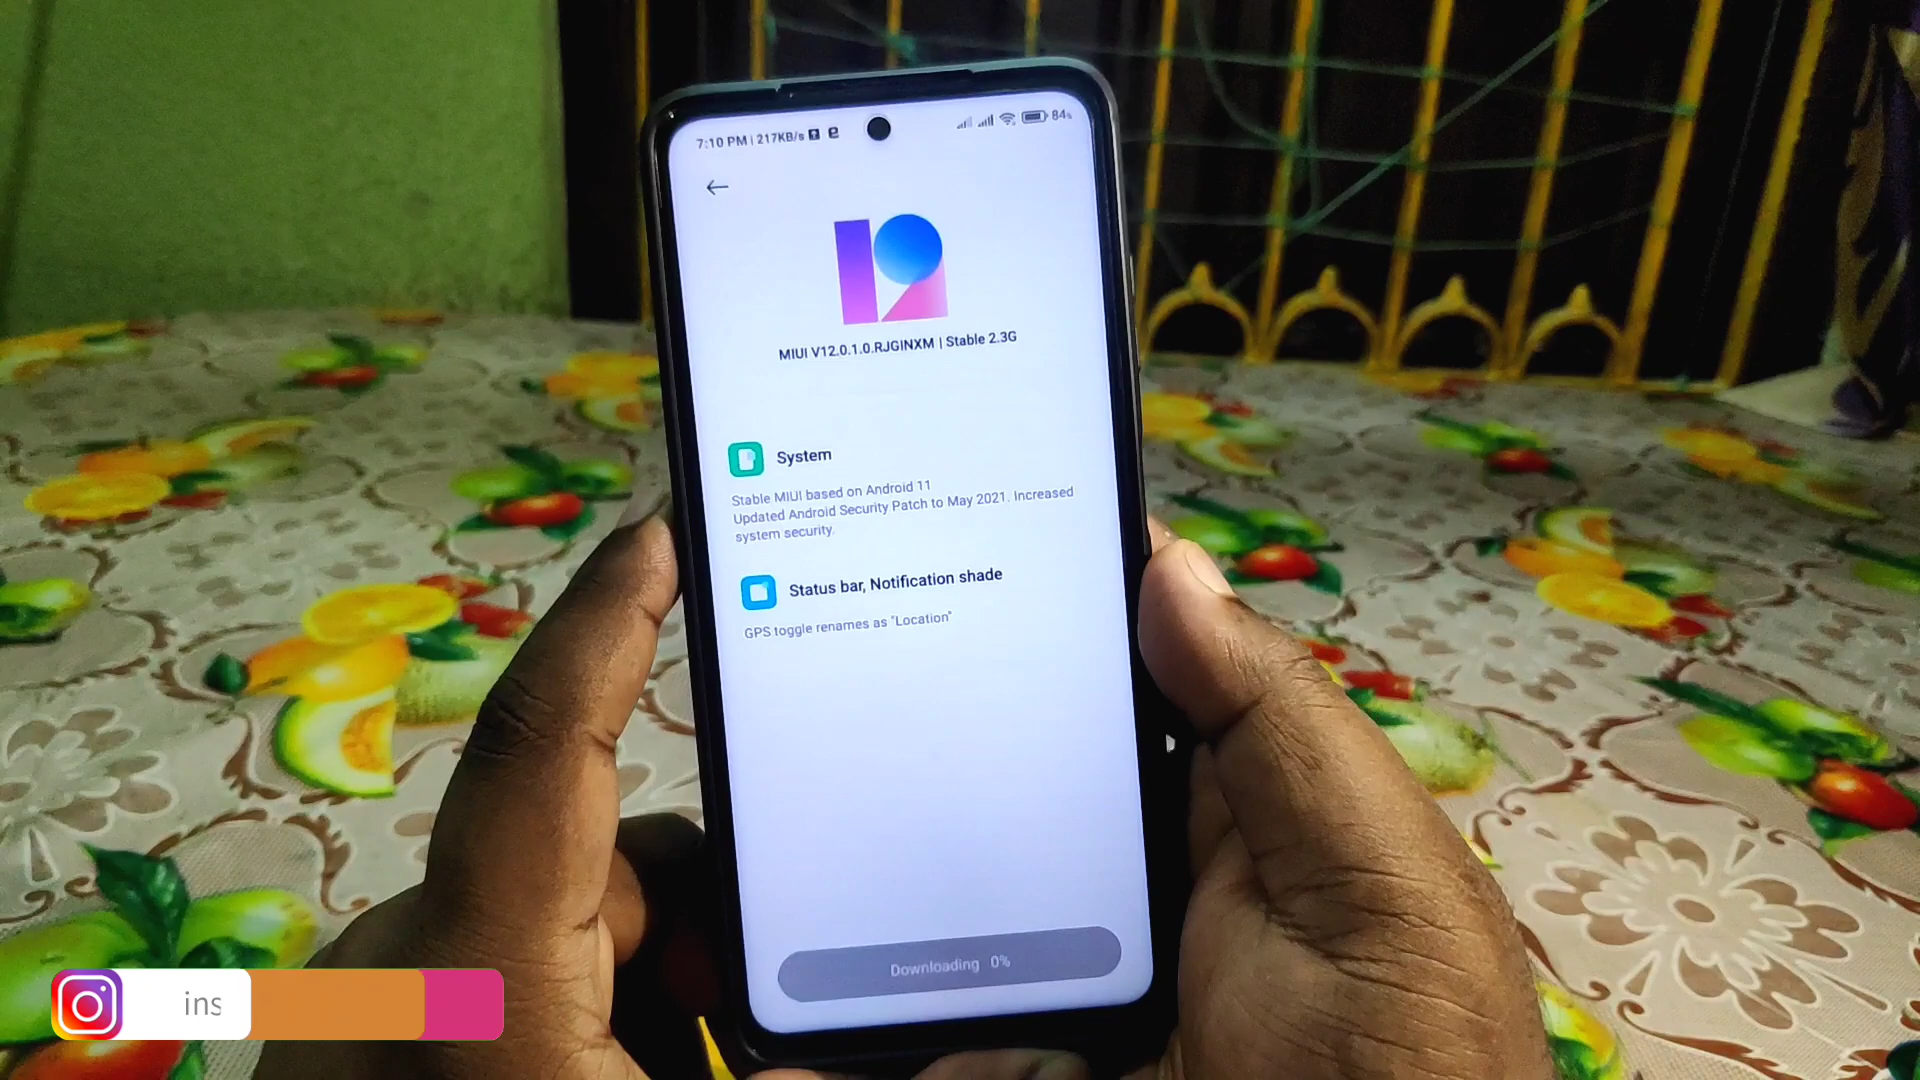 7:10 PM | 217KB/s
84%
MIUI V12.0.1.0.RJGINXM | Stable 2.3G
System
Stable MIUI based on Android 11
Updated Android Security Patch to May 2021. Increased
system security.
Status bar, Notification shade
GPS toggle renames as "Location"
Downloading 0%
ins